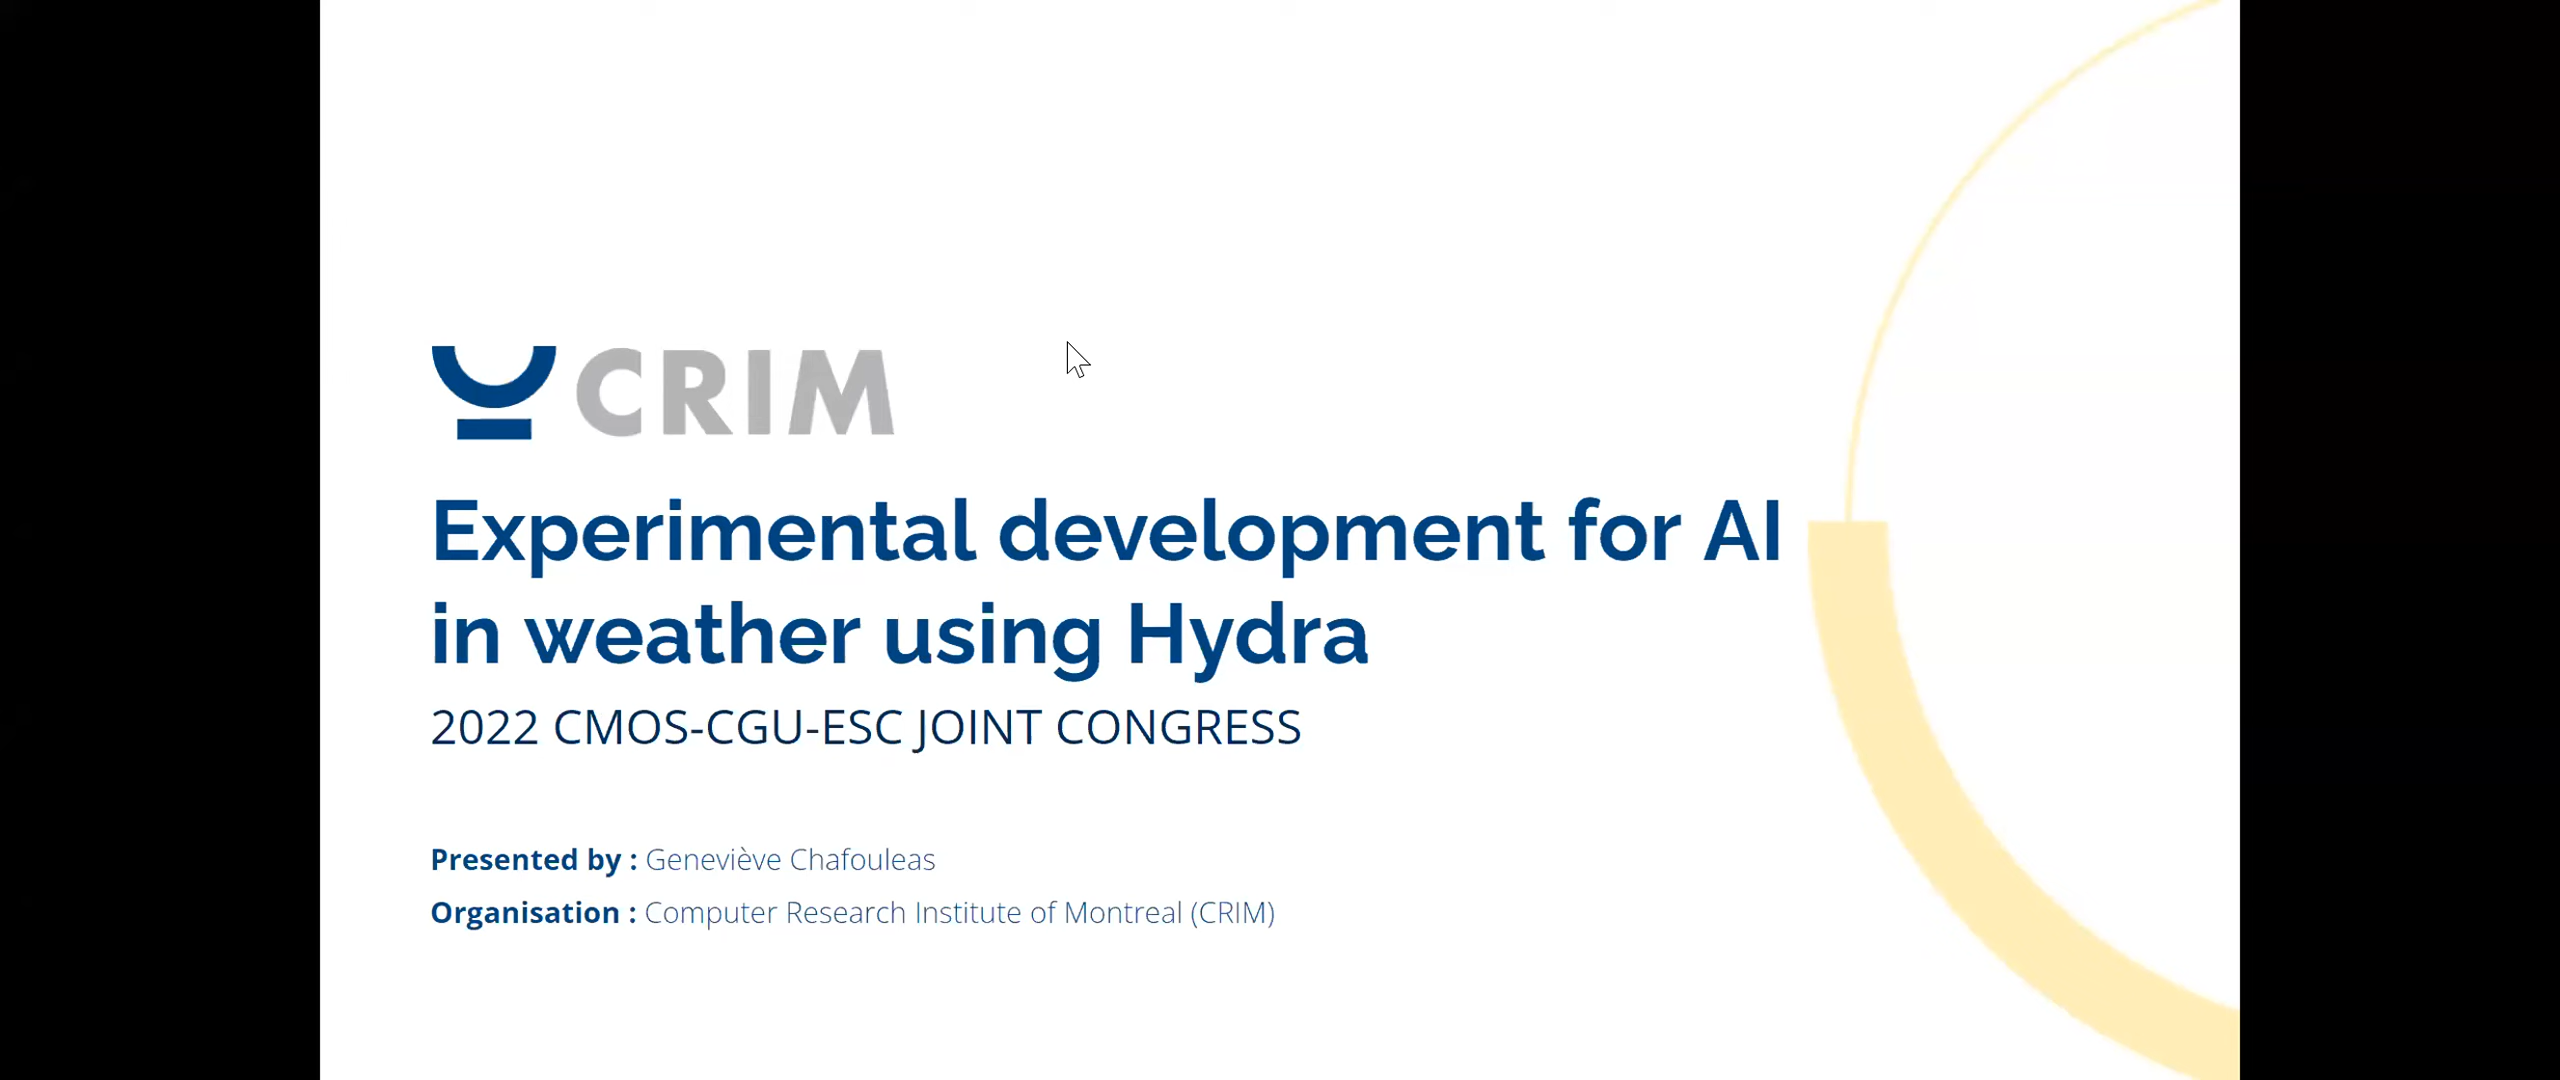 CRIM
Experimental development for AI
in weather using Hydra
2022 CMOS-CGU-ESC JOINT CONGRESS
Presented by : Geneviève Chafouleas
Organisation : Computer Research Institute of Montreal (CRIM)